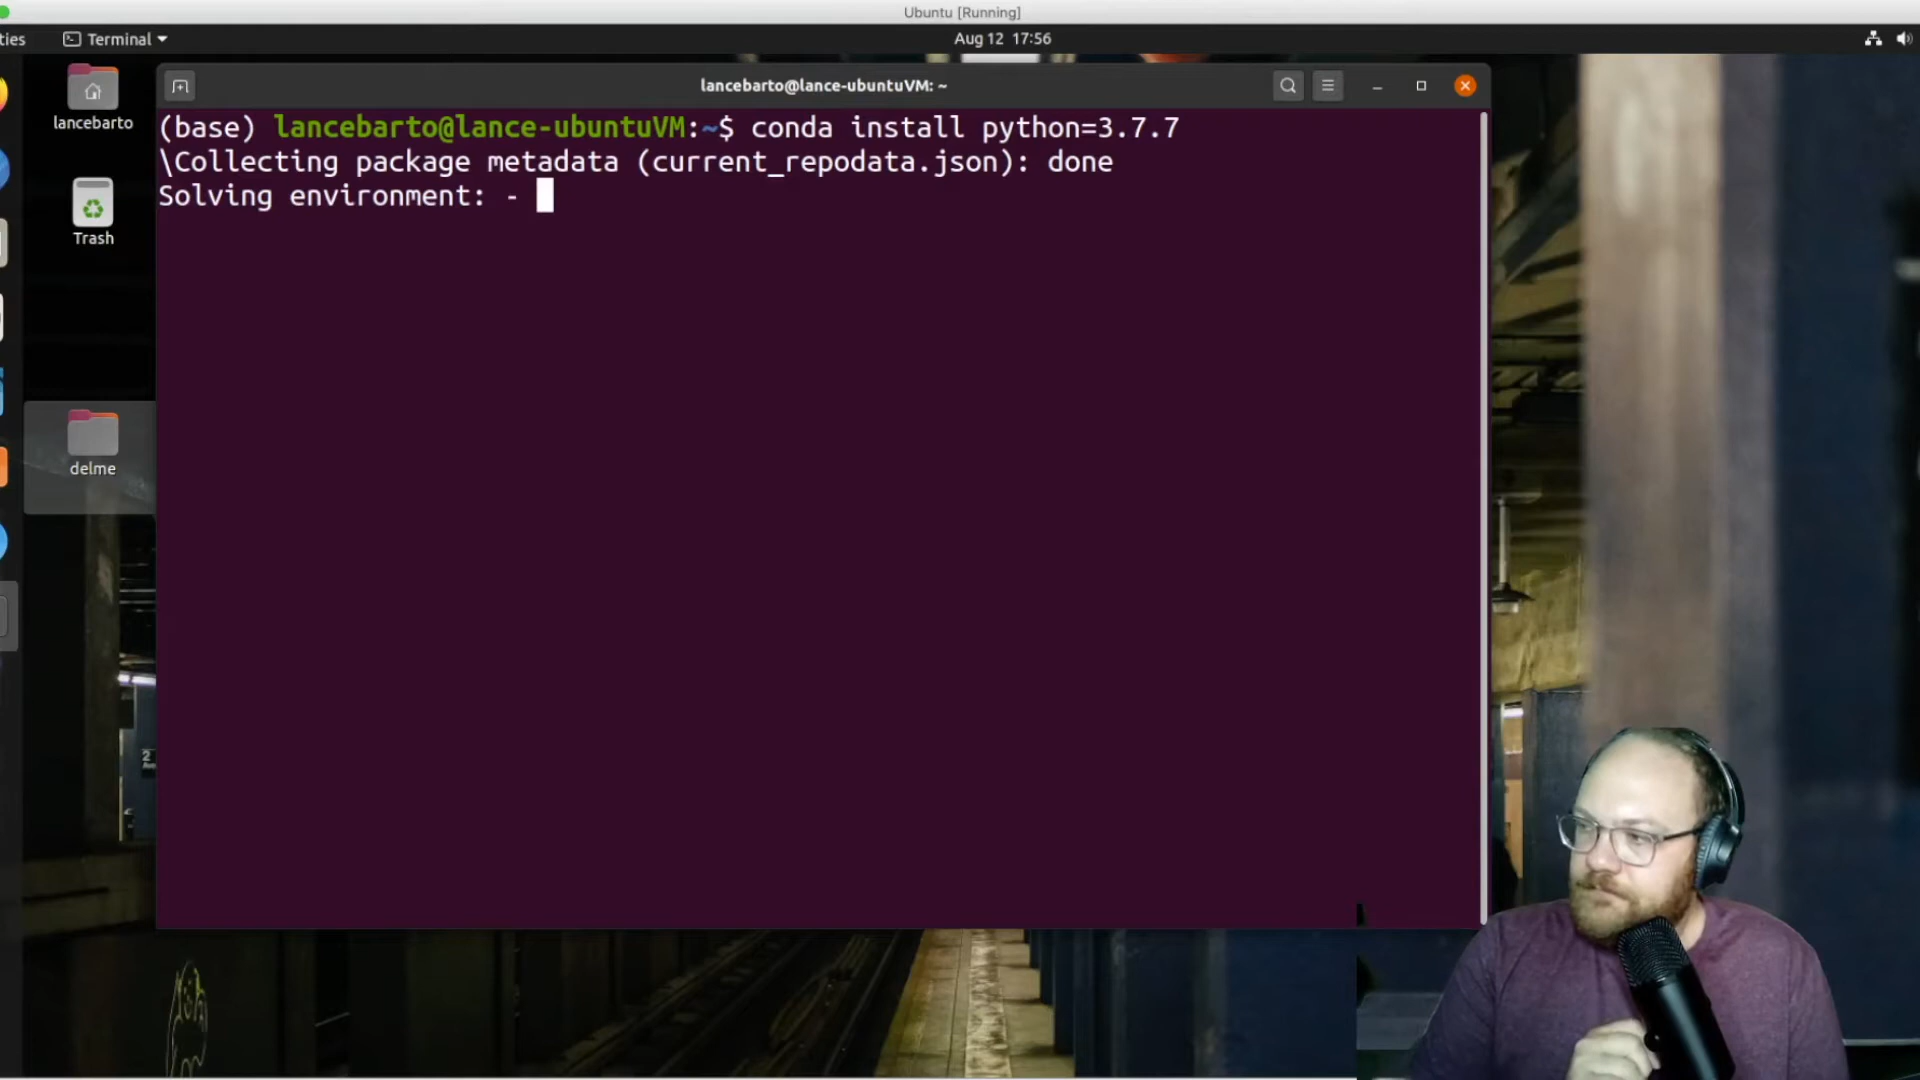 Ubuntu [Running]
ties
Terminal
Aug 12 17:56
lancebarto
Trash
delme
lancebarto@lance-ubuntuVM: ~
(base) lancebarto@lance-ubuntuVM:~$ conda install python=3.7.7
\Collecting package metadata (current_repodata.json): done
Solving environment: -
2